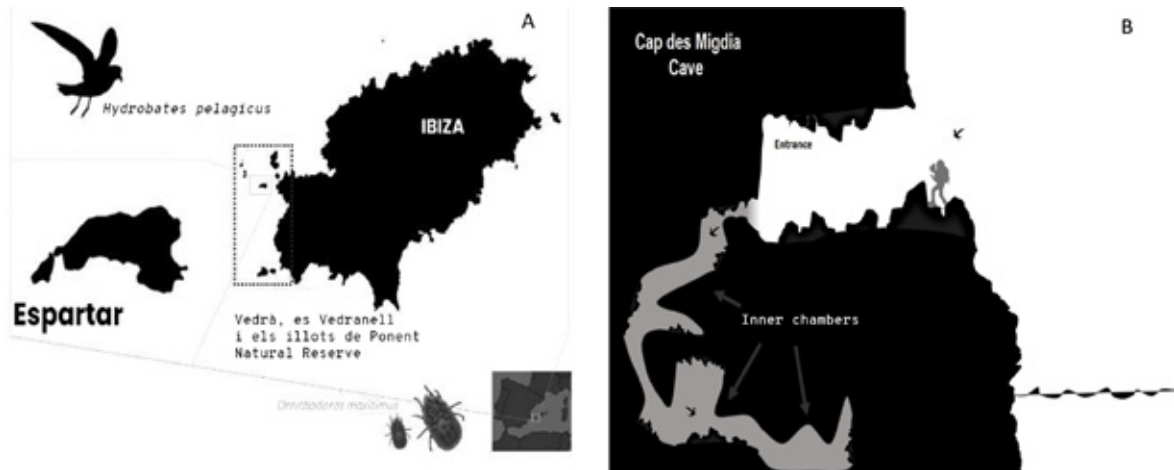 A
Hydrobates pelagicus
IBIZA
Espartar
Vedrà, es Vedranell
i els illots de Ponent
Natural Reserve
Ornithodoros maritimus
B
Cap des Migdia
Cave
Entrance
Inner chambers